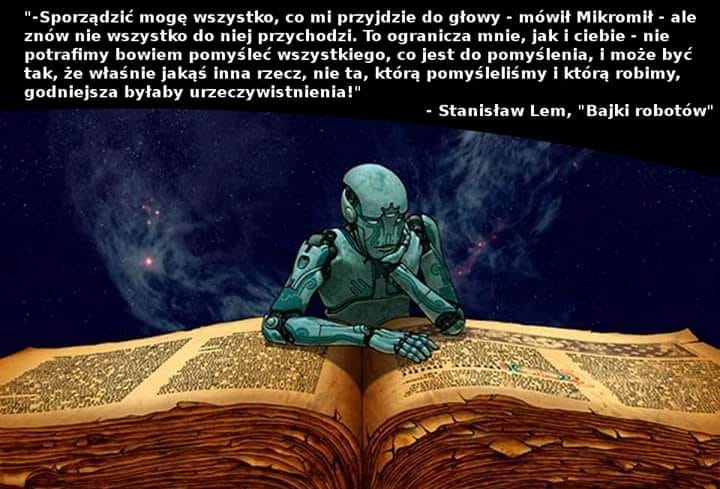 "-Sporządzić mogę wszystko, co mi przyjdzie do głowy - mówił Mikromił - ale
znów nie wszystko do niej przychodzi. To ogranicza mnie, jak i ciebie - nie
potrafimy bowiem pomyśleć wszystkiego, co jest do pomyślenia, i może być
tak, że właśnie jakąś inna rzecz, nie ta, którą pomyśleliśmy i którą robimy,
godniejsza byłaby urzeczywistnienia!"
- Stanisław Lem, "Bajki robotów"